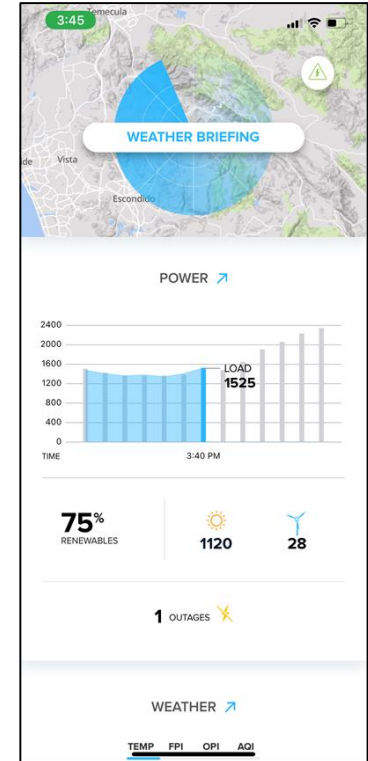 3:45
Temecula
WEATHER BRIEFING
Vista
Escondido
POWER
2400
2000
1600
1200
800
400
0
LOAD
1525
TIME
3:40 PM
75%
RENEWABLES
1120
28
1 OUTAGES
WEATHER
TEMP FPI OPI AQI